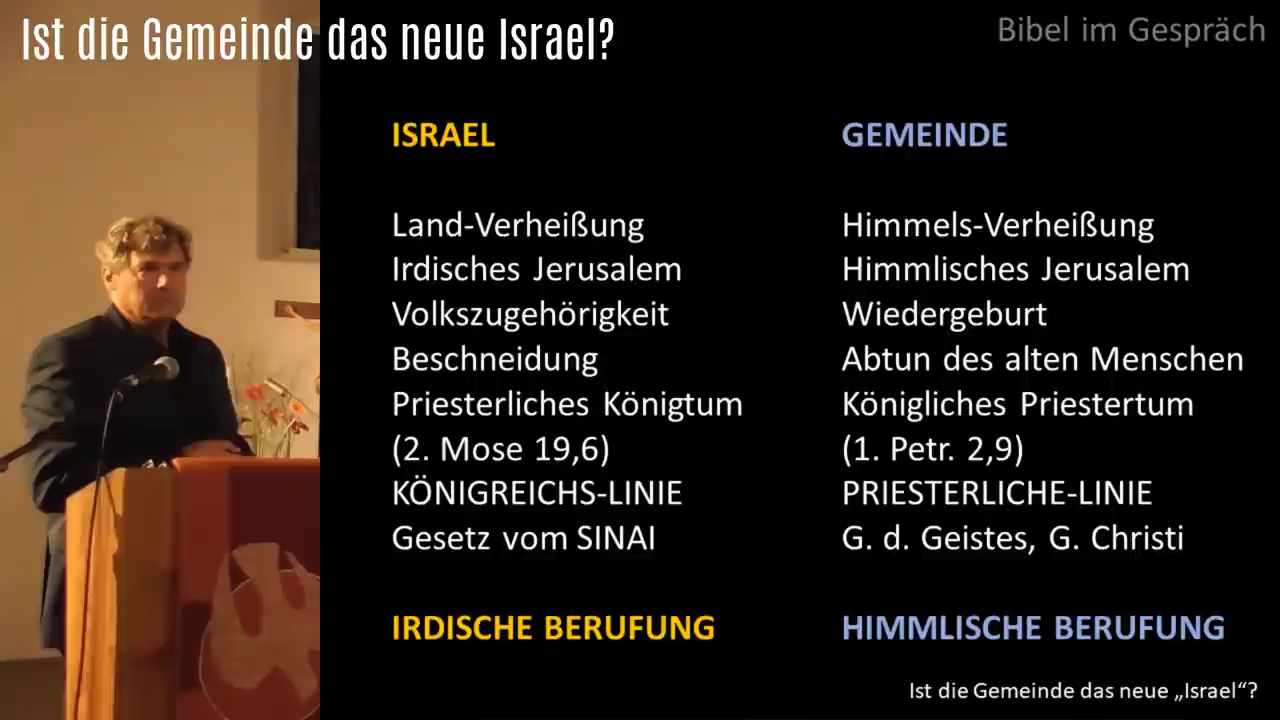 Ist die Gemeinde das neue Israel?
Bibel im Gespräch
ISRAEL
Land-Verheißung
Irdisches Jerusalem
Volkszugehörigkeit
Beschneidung
Priesterliches Königtum
(2. Mose 19,6)
KÖNIGREICHS-LINIE
Gesetz vom SINAI
IRDISCHE BERUFUNG
GEMEINDE
Himmels-Verheißung
Himmlisches Jerusalem
Wiedergeburt
Abtun des alten Menschen
Königliches Priestertum
(1. Petr. 2,9)
PRIESTERLICHE-LINIE
G. d. Geistes, G. Christi
HIMMLISCHE BERUFUNG
Ist die Gemeinde das neue „Israel“?